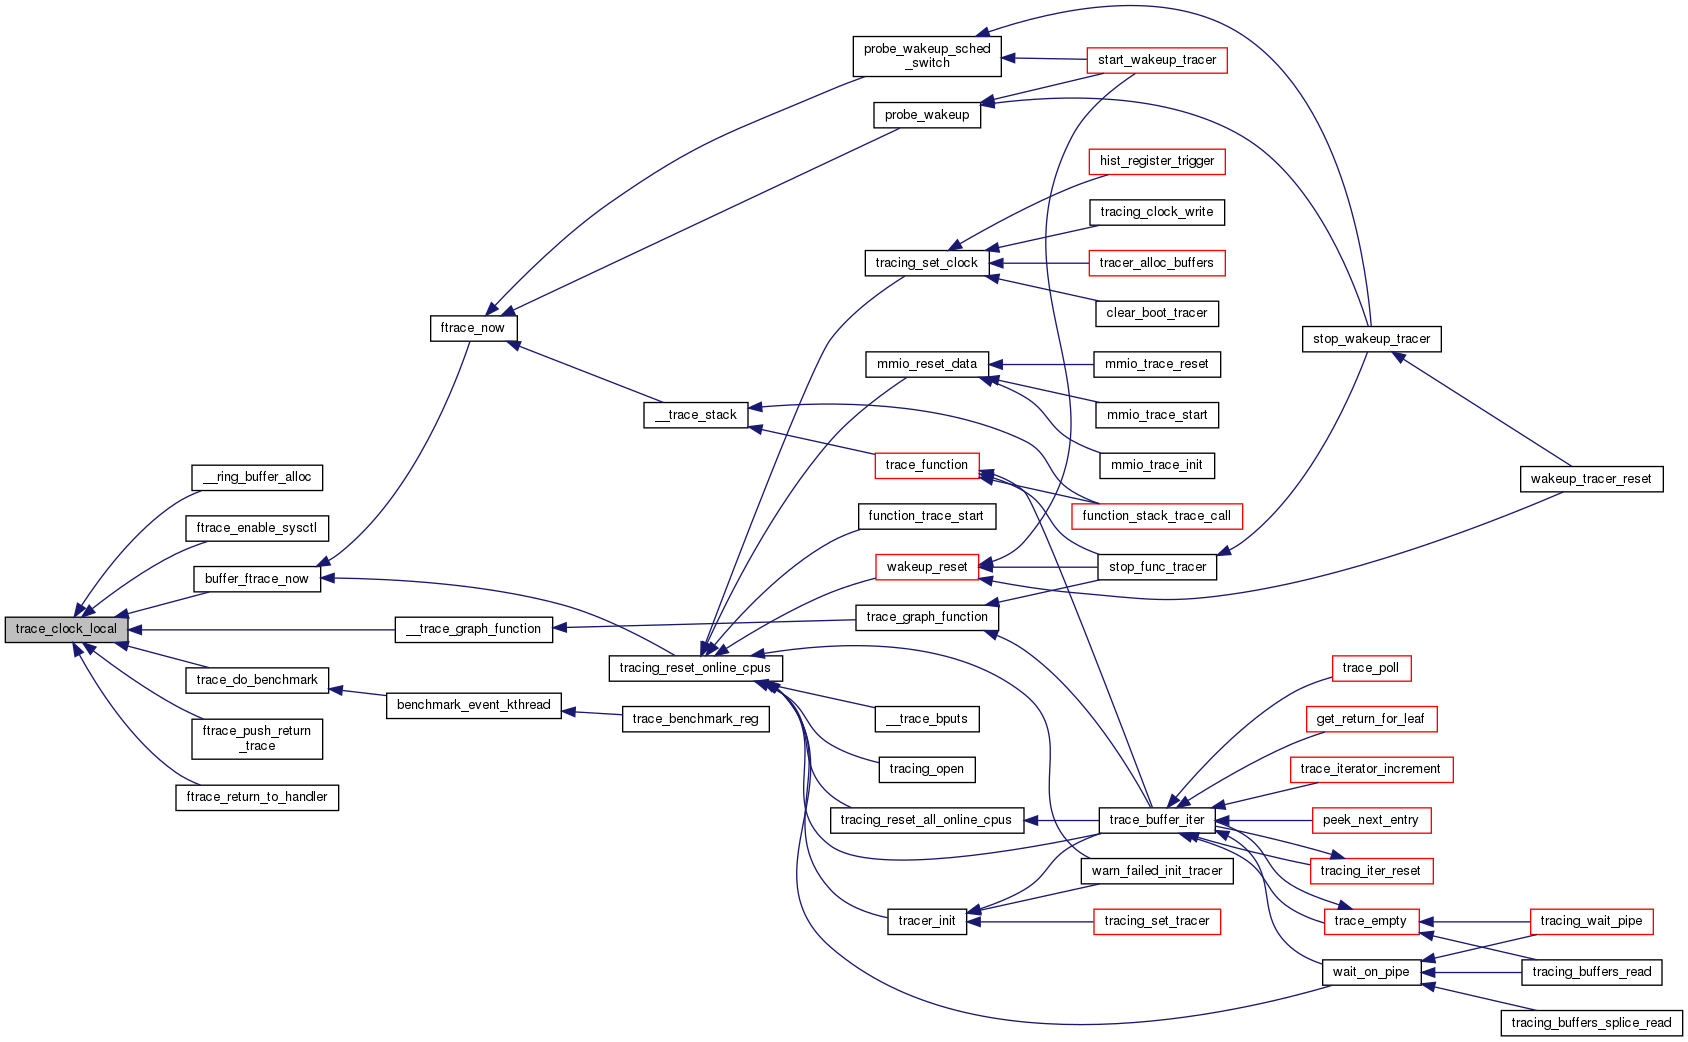 probe_wakeup_sched
_switch
start_wakeup_tracer
probe_wakeup
hist_register_trigger
tracing_clock_write
tracing_set_clock
tracer_alloc_buffers
clear_boot_tracer
ftrace_now
stop_wakeup_tracer
mmio_reset_data
mmio_trace_reset
__trace_stack
mmio_trace_start
trace_function
mmio_trace_init
__ring_buffer_alloc
wakeup_tracer_reset
function_trace_start
function_stack_trace_call
ftrace_enable_sysctl
buffer_ftrace_now
wakeup_reset
stop_func_tracer
trace_clock_local
__trace_graph_function
trace_graph_function
tracing_reset_online_cpus
trace_poll
trace_do_benchmark
benchmark_event_kthread
trace_benchmark_reg
__trace_bputs
get_return_for_leaf
ftrace_push_return
_trace
tracing_open
trace_iterator_increment
ftrace_return_to_handler
tracing_reset_all_online_cpus
trace_buffer_iter
peek_next_entry
warn_failed_init_tracer
tracing_iter_reset
tracer_init
tracing_set_tracer
trace_empty
tracing_wait_pipe
wait_on_pipe
tracing_buffers_read
tracing_buffers_splice_read